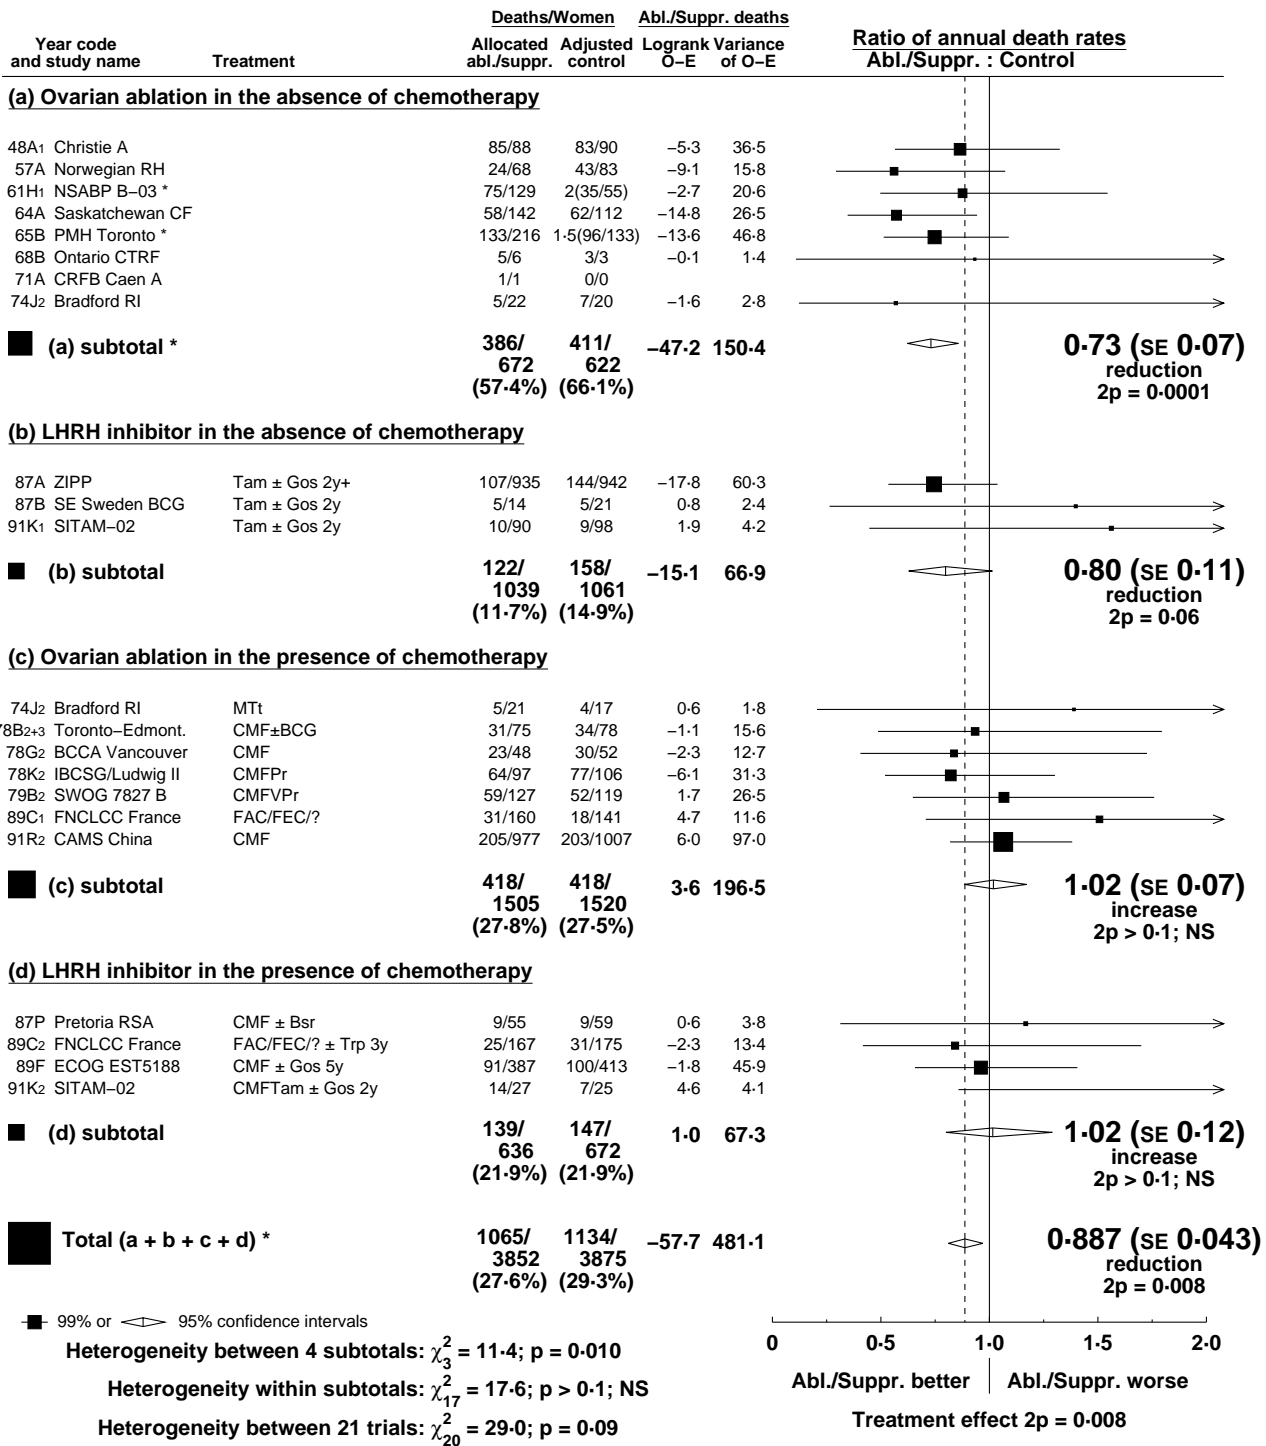 Deaths/Women Abl./Suppr. deaths
Year code and study name Treatment Allocated abl./suppr. Adjusted control Logrank O–E Variance of O–E Ratio of annual death rates Abl./Suppr. : Control
(a) Ovarian ablation in the absence of chemotherapy
48A1 Christie A 85/88 83/90 –5·3 36·5
57A Norwegian RH 24/68 43/83 –9·1 15·8
61H1 NSABP B–03 * 75/129 2(35/55) –2·7 20·6
64A Saskatchewan CF 58/142 62/112 –14·8 26·5
65B PMH Toronto * 133/216 1·5(96/133) –13·6 46·8
68B Ontario CTRF 5/6 3/3 –0·1 1·4
71A CRFB Caen A 1/1 0/0
74J2 Bradford RI 5/22 7/20 –1·6 2·8
(a) subtotal * 386/ 411/ –47·2 150·4 0·73 (SE 0·07)
672 622 reduction
(57.4%) (66.1%) 2p = 0·0001
(b) LHRH inhibitor in the absence of chemotherapy
87A ZIPP Tam ± Gos 2y+ 107/935 144/942 –17·8 60·3
87B SE Sweden BCG Tam ± Gos 2y 5/14 5/21 0·8 2·4
91K1 SITAM–02 Tam ± Gos 2y 10/90 9/98 1·9 4·2
(b) subtotal 122/ 158/ –15·1 66·9 0·80 (SE 0·11)
1039 1061 reduction
(11.7%) (14.9%) 2p = 0·06
(c) Ovarian ablation in the presence of chemotherapy
74J2 Bradford RI MTt 5/21 4/17 0·6 1·8
78B2+3 Toronto–Edmont. CMF±BCG 31/75 34/78 –1·1 15·6
78G2 BCCA Vancouver CMF 23/48 30/52 –2·3 12·7
78K2 IBCSG/Ludwig II CMFPr 64/97 77/106 –6·1 31·3
79B2 SWOG 7827 B CMFVPr 59/127 52/119 1·7 26·5
89C1 FNCLCC France FAC/FEC/? 31/160 18/141 4·7 11·6
91R2 CAMS China CMF 205/977 203/1007 6·0 97·0
(c) subtotal 418/ 418/ 3·6 196·5 1·02 (SE 0·07)
1505 1520 increase
(27.8%) (27.5%) 2p > 0·1; NS
(d) LHRH inhibitor in the presence of chemotherapy
87P Pretoria RSA CMF ± Bsr 9/55 9/59 0·6 3·8
89C2 FNCLCC France FAC/FEC/? ± Trp 3y 25/167 31/175 –2·3 13·4
89F ECOG EST5188 CMF ± Gos 5y 91/387 100/413 –1·8 45·9
91K2 SITAM–02 CMFTam ± Gos 2y 14/27 7/25 4·6 4·1
(d) subtotal 139/ 147/ 1·0 67·3 1·02 (SE 0·12)
636 672 increase
(21.9%) (21.9%) 2p > 0·1; NS
Total (a + b + c + d) * 1065/ 1134/ –57·7 481·1 0·887 (SE 0·043)
3852 3875 reduction
(27.6%) (29.3%) 2p = 0·008
99% or 95% confidence intervals
0 0·5 1·0 1·5 2·0
Heterogeneity between 4 subtotals: χ²₃ = 11·4; p = 0·010
Abl./Suppr. better Abl./Suppr. worse
Heterogeneity within subtotals: χ²₁₇ = 17·6; p > 0·1; NS
Treatment effect 2p = 0·008
Heterogeneity between 21 trials: χ²₂₀ = 29·0; p = 0·09